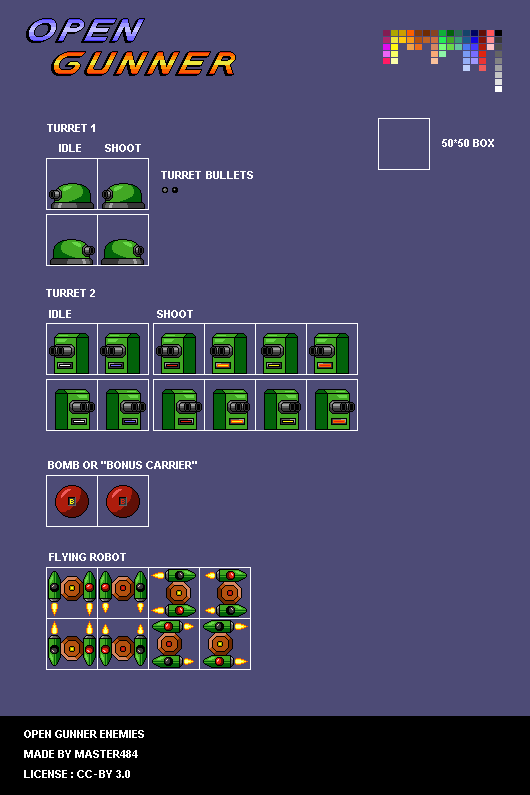 OPEN
GUNNER
TURRET 1
IDLE SHOOT
50*50 BOX
TURRET BULLETS
TURRET 2
IDLE SHOOT
BOMB OR "BONUS CARRIER"
B B
FLYING ROBOT
OPEN GUNNER ENEMIES
MADE BY MASTER484
LICENSE : CC-BY 3.0